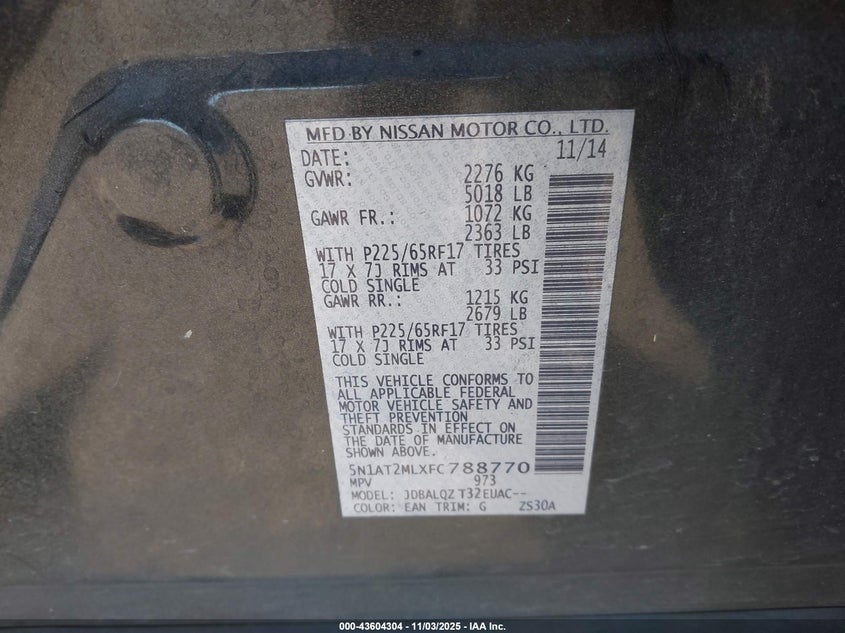 MFD BY NISSAN MOTOR CO., LTD.
DATE: 11/14
GVWR: 2276 KG
5018 LB
GAWR FR.: 1072 KG
2363 LB
WITH P225/65RF17 TIRES
17 X 7J RIMS AT 33 PSI
COLD SINGLE
GAWR RR.: 1215 KG
2679 LB
WITH P225/65RF17 TIRES
17 X 7J RIMS AT 33 PSI
COLD SINGLE
THIS VEHICLE CONFORMS TO
ALL APPLICABLE FEDERAL
MOTOR VEHICLE SAFETY AND
THEFT PREVENTION
STANDARDS IN EFFECT ON
THE DATE OF MANUFACTURE
SHOWN ABOVE.
5N1AT2MLXFC788770
MPV 973
MODEL: JDBALQZ T32EUAC--
COLOR: EAN TRIM: G ZS30A
000-43604304 - 11/03/2025 - IAA Inc.